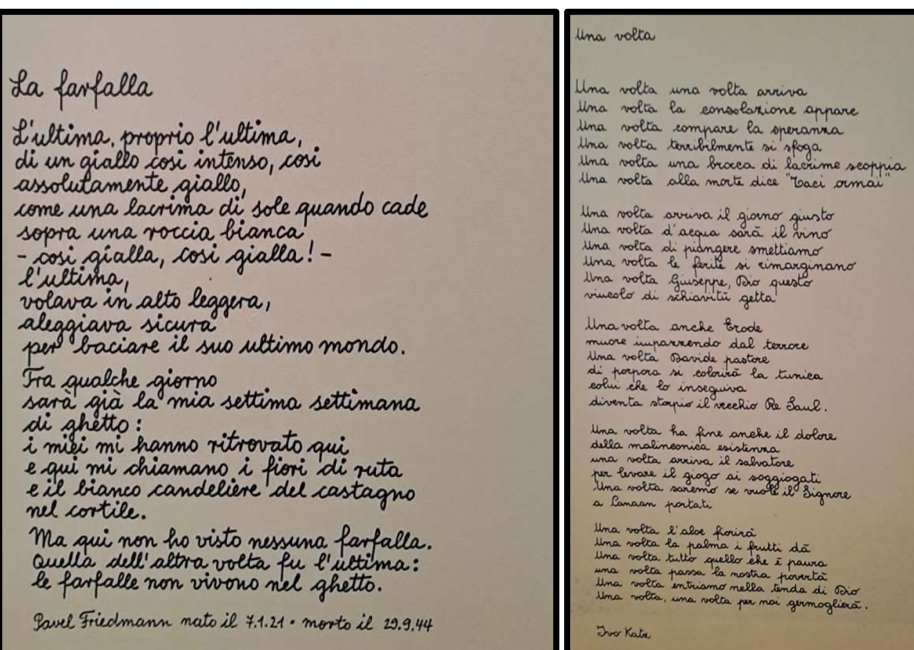 La farfalla
L'ultima, proprio l'ultima,
di un giallo così intenso, così
assolutamente giallo,
come una lacrima di sole quando cade
sopra una roccia bianca
- così gialla, così gialla! -
l'ultima,
volava in alto leggera,
aleggiava sicura
per baciare il suo ultimo mondo.
Fra qualche giorno
sarà già la mia settima settimana
di ghetto:
i miei mi hanno ritrovato qui
e qui mi chiamano i fiori di ruta
e il bianco candeliere del castagno
nel cortile.
Ma qui non ho visto nessuna farfalla.
Quella dell'altra volta fu l'ultima:
le farfalle non vivono nel ghetto.
Pavel Friedmann nato il 7.1.21 · morto il 29.9.44
Una volta
Una volta una volta arriva
Una volta la consolazione appare
Una volta compare la speranza
Una volta terribilmente si sfoga
Una volta una brocca di lacrime scoppia
Una volta alla morte dice "Taci ormai"
Una volta arriva il giorno giusto
Una volta d'acqua sarà il vino
Una volta di piangere smettiamo
Una volta le ferite si rimarginano
Una volta Giuseppe, Dio questo
vincolo di schiavitù getta
Una volta anche Erode
muore impazzendo dal terrore
Una volta Davide pastore
di porpora si colorirà la tunica
colui che lo inseguiva
diventa storpio il vecchio Re Saul.
Una volta ha fine anche il dolore
della malinconica esistenza
una volta arriva il salvatore
per levare il giogo ai soggiogati
Una volta saremo se vuole il Signore
a Canaan portati
Una volta l'aloe fiorirà
Una volta la palma i frutti dà
Una volta tutto quello che è paura
una volta passa la nostra povertà
Una volta entriamo nella tenda di Dio
Una volta, una volta per noi germoglierà.
Ivo Katz